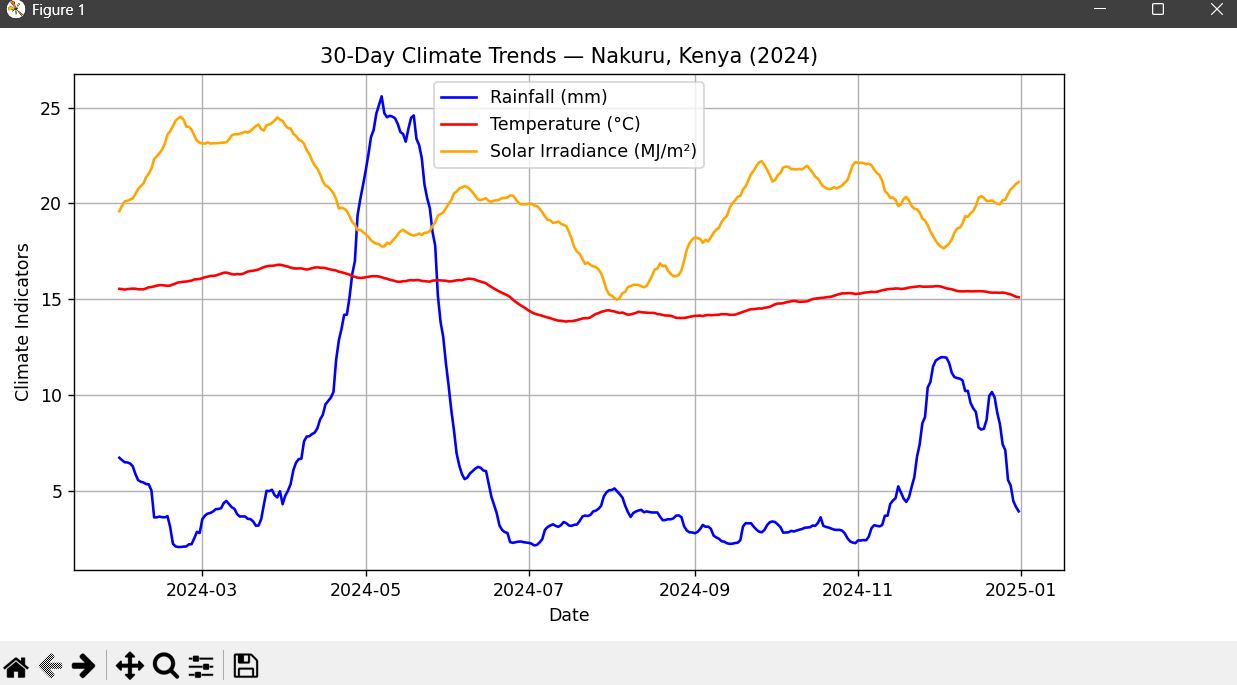 Figure 1
30-Day Climate Trends — Nakuru, Kenya (2024)
Rainfall (mm)
Temperature (°C)
Solar Irradiance (MJ/m²)
Climate Indicators
25
20
15
10
5
2024-03
2024-05
2024-07
2024-09
2024-11
2025-01
Date